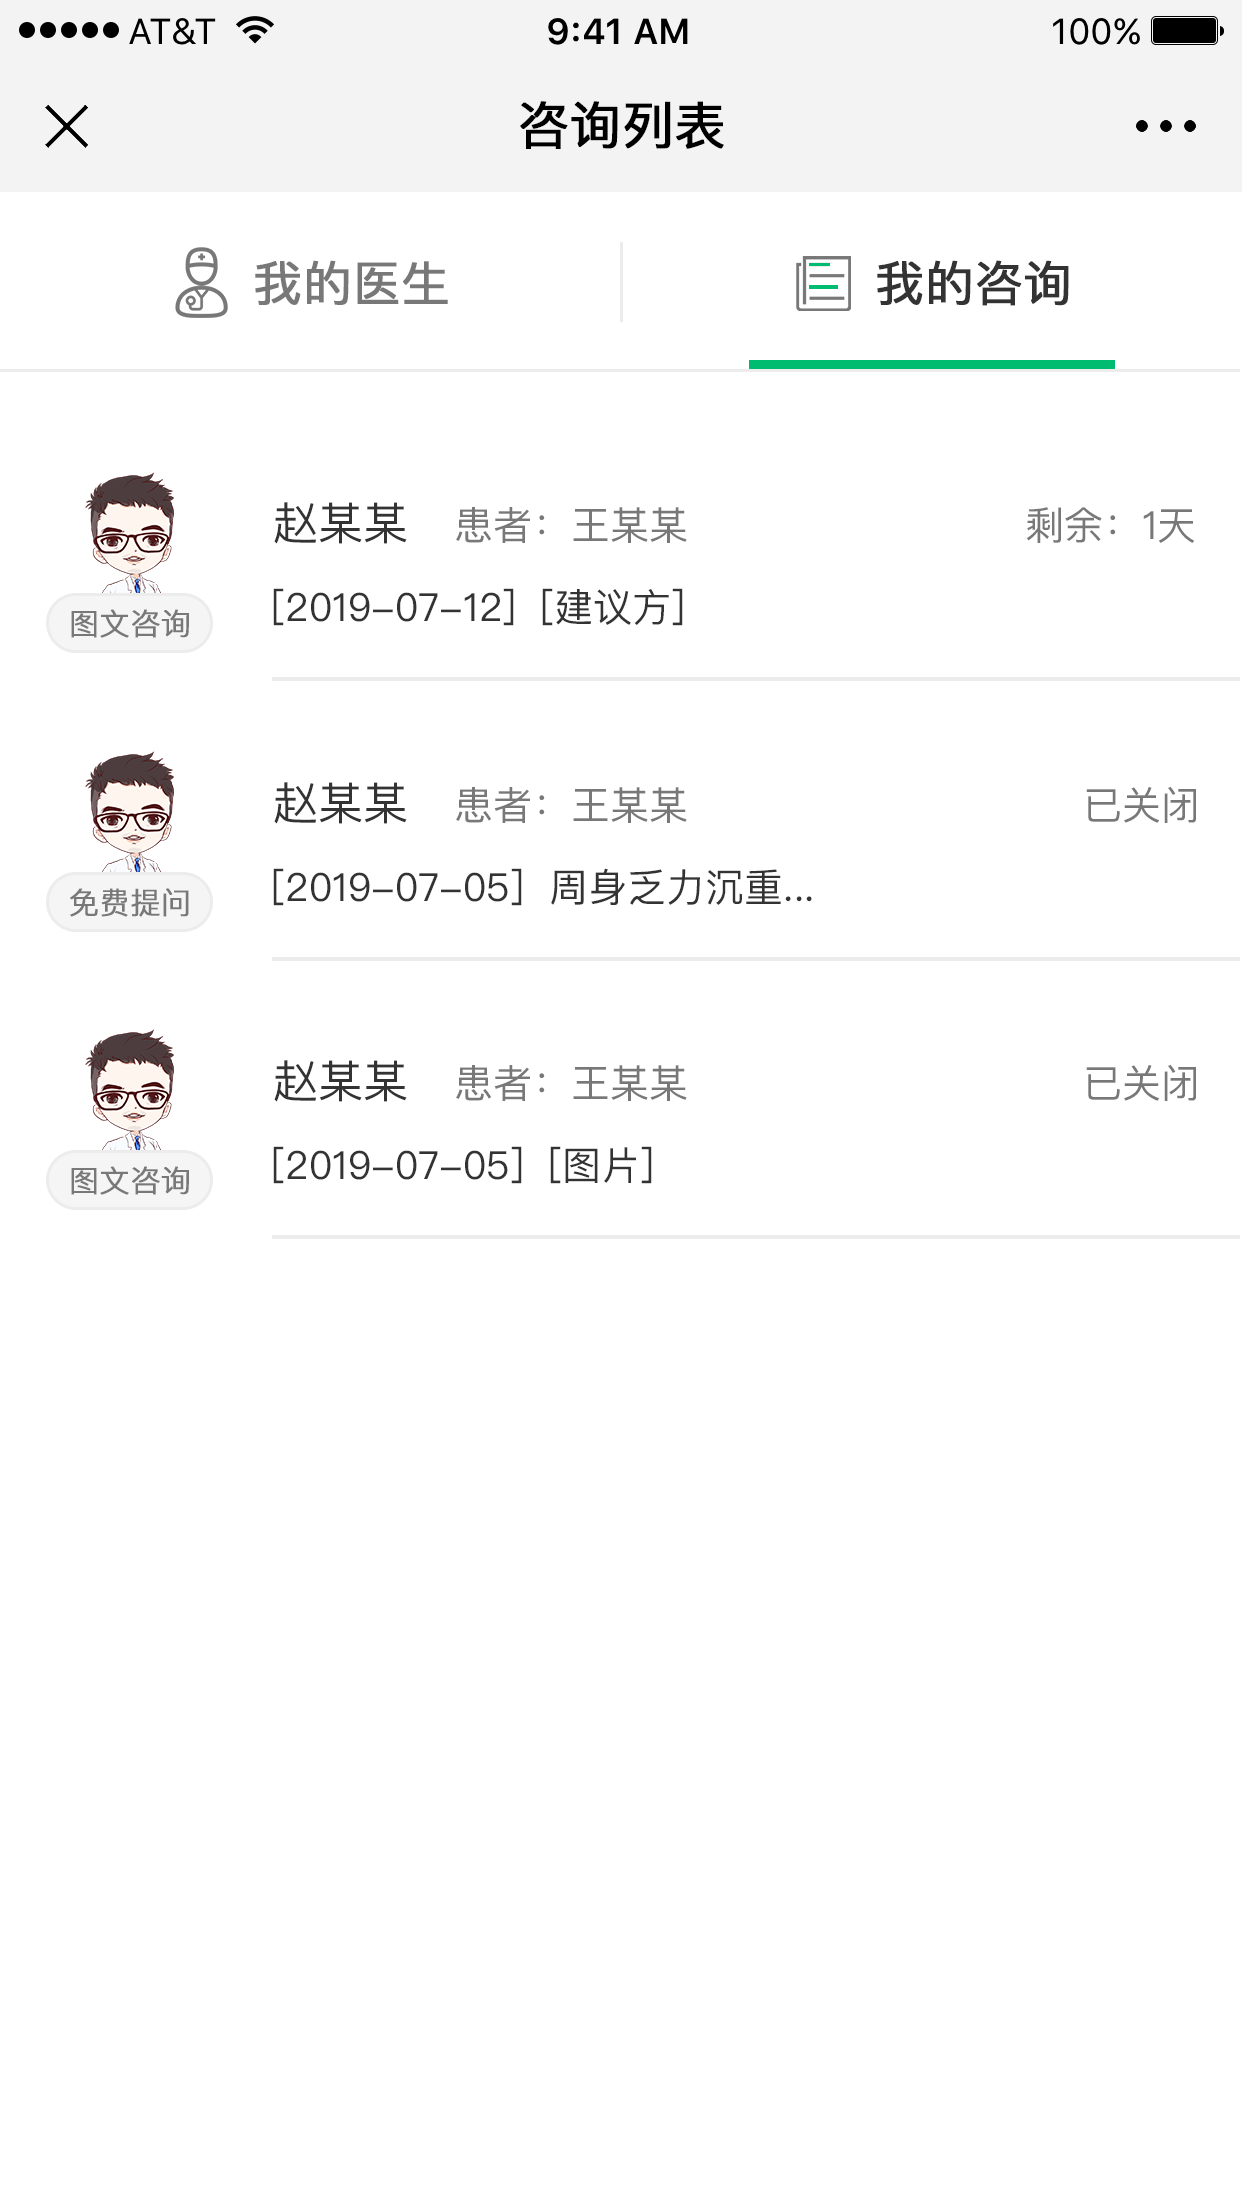 AT&T 9:41 AM 100%
咨询列表
我的医生 我的咨询
赵某某 患者：王某某 剩余：1天
[2019-07-12] [建议方]
图文咨询
赵某某 患者：王某某 已关闭
[2019-07-05] 周身乏力沉重...
免费提问
赵某某 患者：王某某 已关闭
[2019-07-05] [图片]
图文咨询